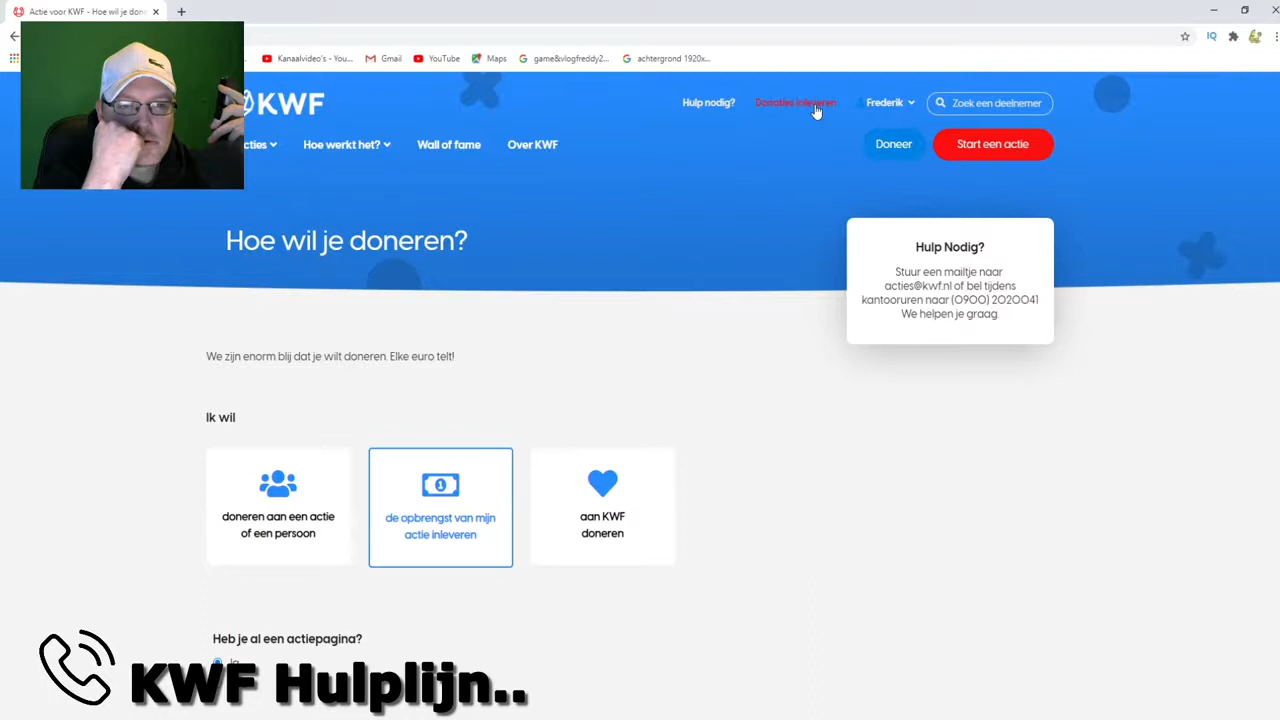 Actie voor KWF - Hoe wil je done
Kanaalvideo's - You...
Gmail
YouTube
Maps
game&vlogfreddy2...
achtergrond 1920x...
KWF
Hulp nodig?
Donaties inleveren
Frederik
Zoek een deelnemer
cties
Hoe werkt het?
Wall of fame
Over KWF
Doneer
Start een actie
Hoe wil je doneren?
Hulp Nodig?
Stuur een mailtje naar
acties@kwf.nl of bel tijdens
kantooruren naar (0900) 2020041
We helpen je graag.
We zijn enorm blij dat je wilt doneren. Elke euro telt!
Ik wil
doneren aan een actie
of een persoon
1
de opbrengst van mijn
actie inleveren
aan KWF
doneren
Heb je al een actiepagina?
KWF Hulplijn..